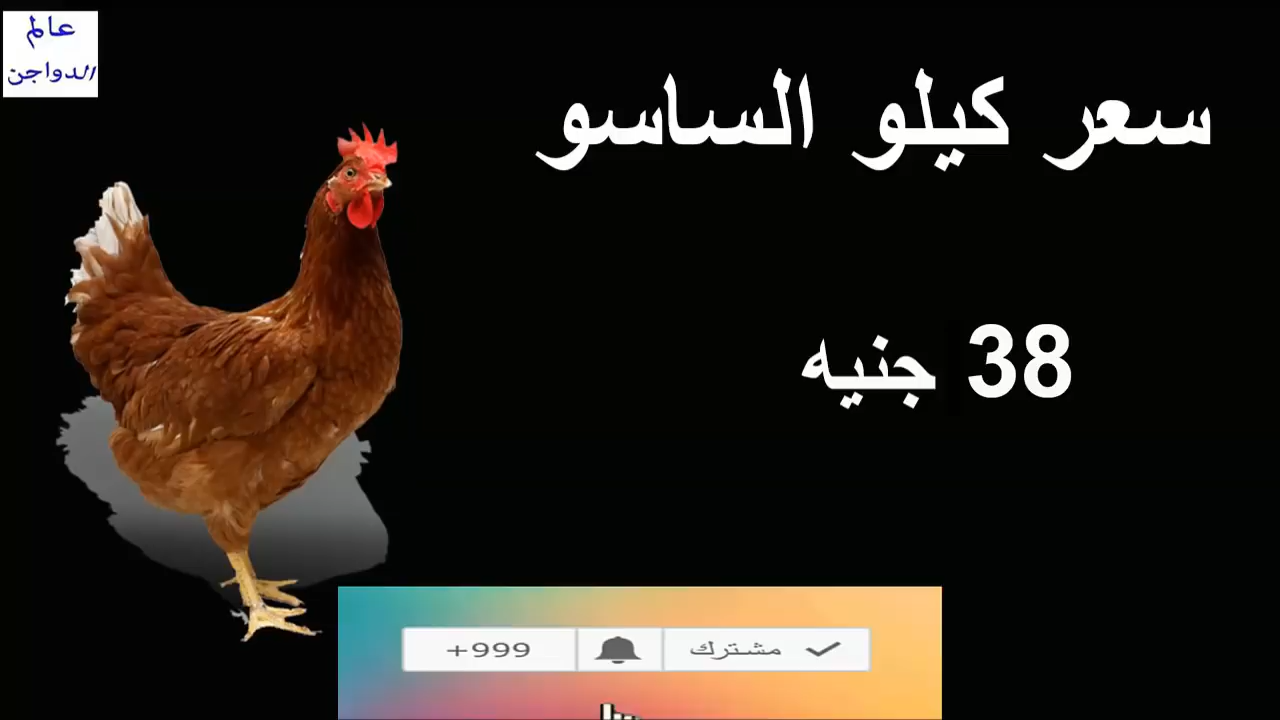 عالم
الدواجن
سعر كيلو الساسو
38 جنيه
مشترك
999+